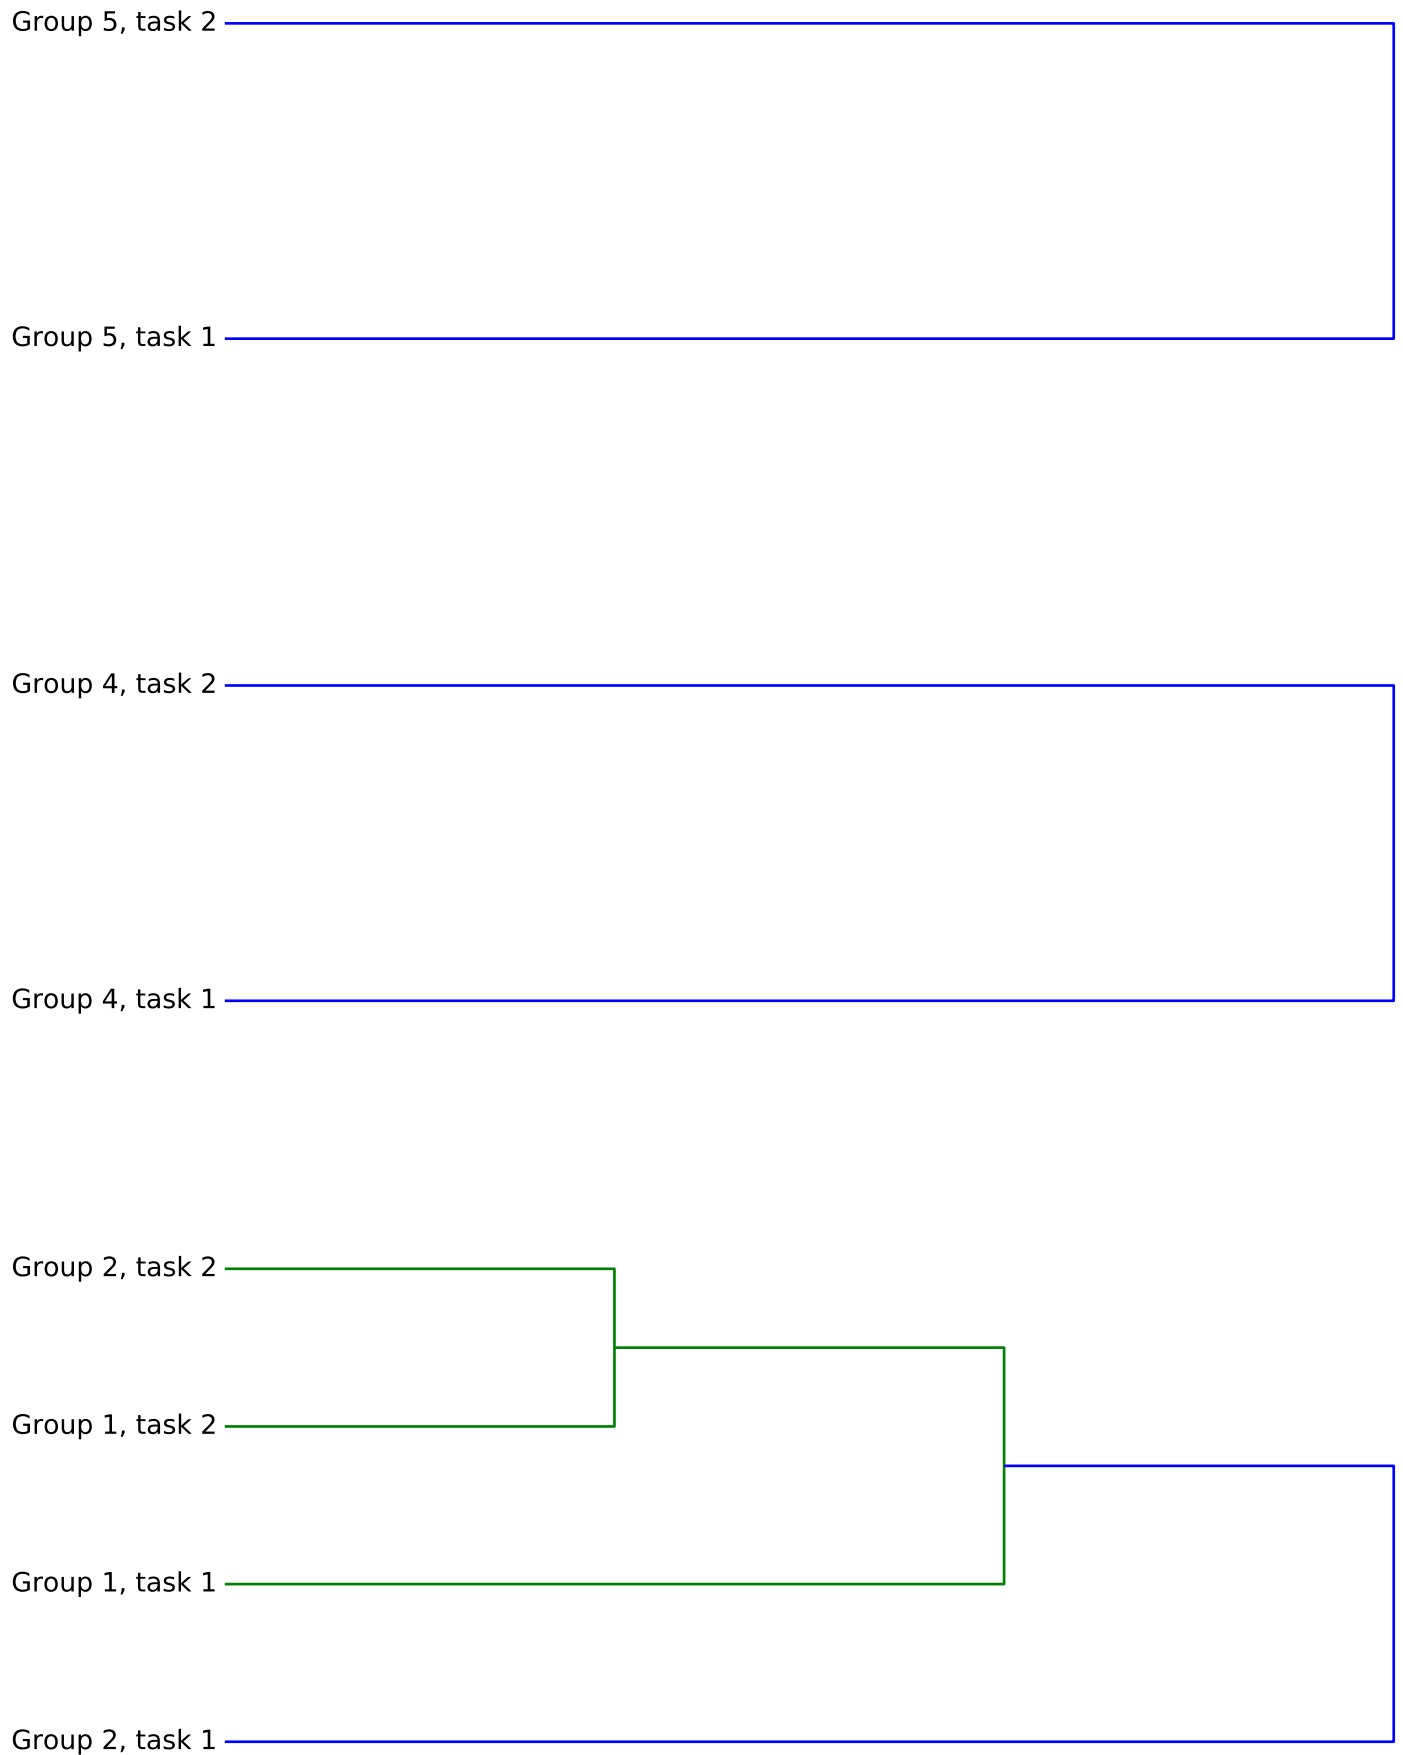 Group 5, task 2
Group 5, task 1
Group 4, task 2
Group 4, task 1
Group 2, task 2
Group 1, task 2
Group 1, task 1
Group 2, task 1